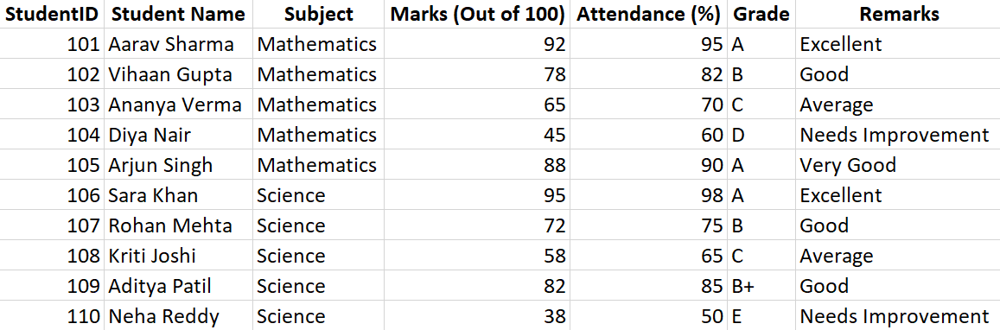 StudentID Student Name Subject Marks (Out of 100) Attendance (%) Grade Remarks
101 Aarav Sharma Mathematics 92 95 A Excellent
102 Vihaan Gupta Mathematics 78 82 B Good
103 Ananya Verma Mathematics 65 70 C Average
104 Diya Nair Mathematics 45 60 D Needs Improvement
105 Arjun Singh Mathematics 88 90 A Very Good
106 Sara Khan Science 95 98 A Excellent
107 Rohan Mehta Science 72 75 B Good
108 Kriti Joshi Science 58 65 C Average
109 Aditya Patil Science 82 85 B+ Good
110 Neha Reddy Science 38 50 E Needs Improvement